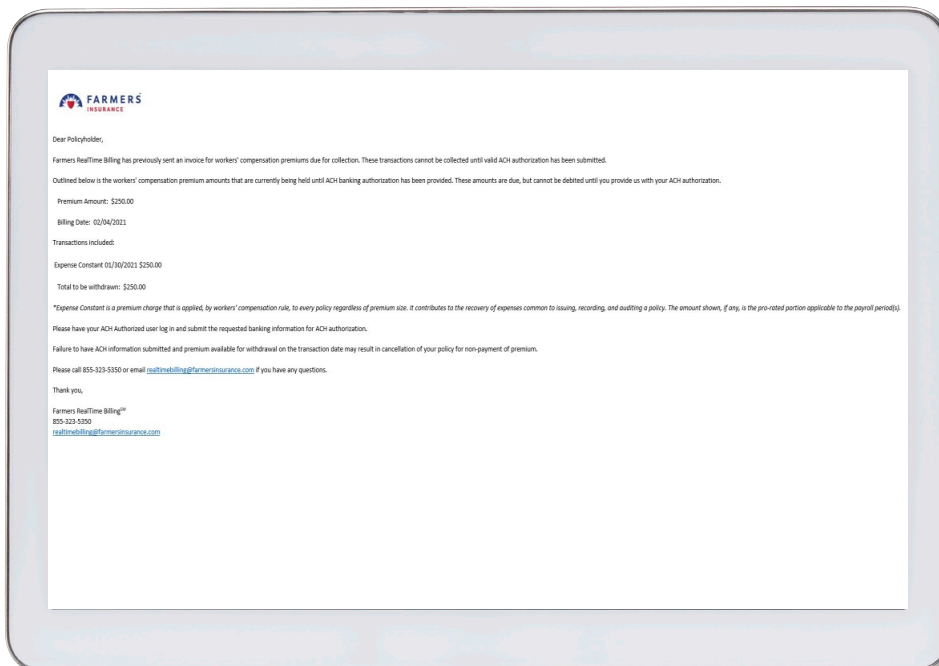 FARMERS
INSURANCE
Dear Policyholder,
Farmers RealTime Billing has previously sent an invoice for workers' compensation premiums due for collection. These transactions cannot be collected until valid ACH authorization has been submitted.
Outlined below is the workers' compensation premium amounts that are currently being held until ACH banking authorization has been provided. These amounts are due, but cannot be debited until you provide us with your ACH authorization.
Premium Amount: $250.00
Billing Date: 02/04/2021
Transactions included:
Expense Constant 01/30/2021 $250.00
Total to be withdrawn: $250.00
*Expense Constant is a premium charge that is applied, by workers' compensation rule, to every policy regardless of premium size. It contributes to the recovery of expenses common to issuing, recording, and auditing a policy. The amount shown, if any, is the pro-rated portion applicable to the payroll period(s).
Please have your ACH Authorized user log in and submit the requested banking information for ACH authorization.
Failure to have ACH information submitted and premium available for withdrawal on the transaction date may result in cancellation of your policy for non-payment of premium.
Please call 855-323-5350 or email realtimebilling@farmersinsurance.com if you have any questions.
Thank you,
Farmers RealTime Billing℠
855-323-5350
realtimebilling@farmersinsurance.com